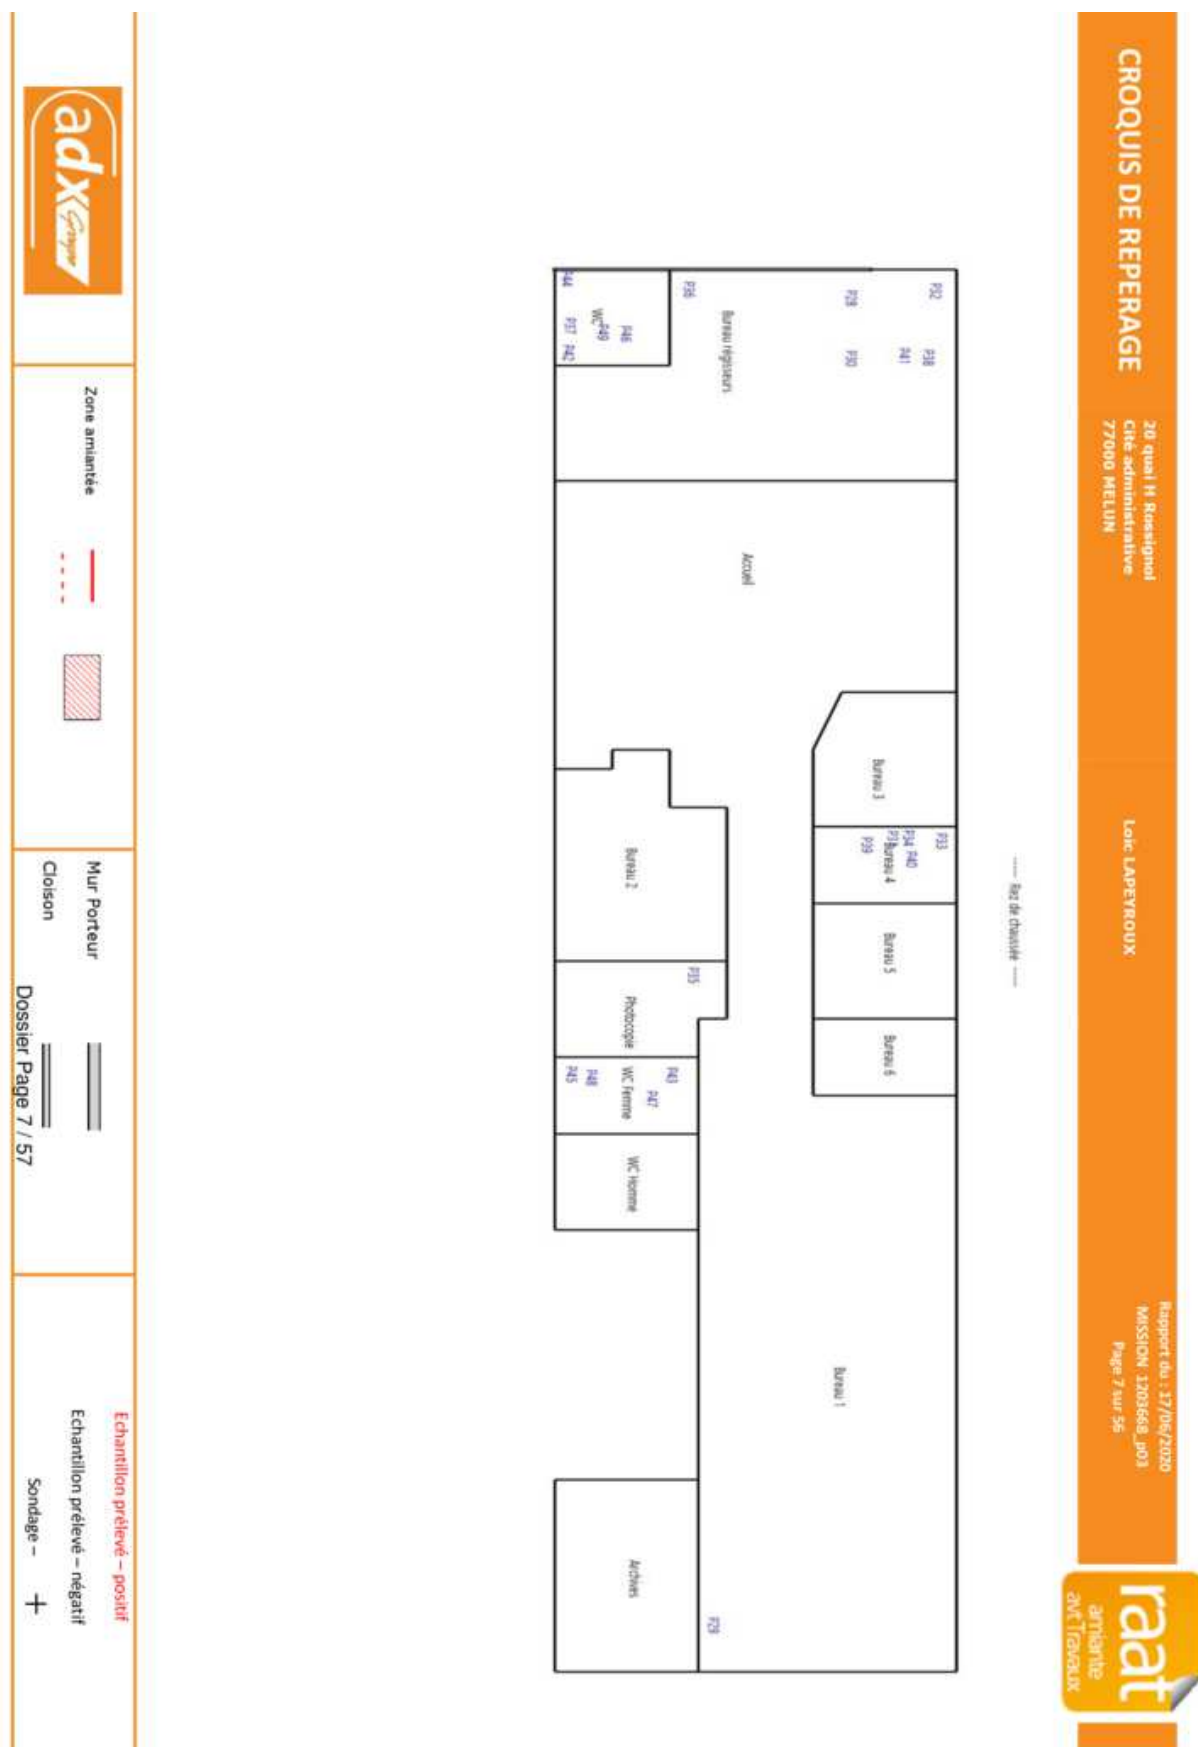 CROQUIS DE REPERAGE
20 quai H Rossignol
Cité administrative
77000 MELUN
Loïc LAPEYROUX
Rapport du : 17/06/2020
MISSION 1203668_p03
Page 7 sur 56
raat
amiante
avt Travaux
----- Rez de chaussée -----
P32
P38
P41
P28
P30
Bureau régisseurs
P36
P46
WC
P49
P44
P37
P42
Accueil
Bureau 3
P33
P34
P40
Bureau 4
P39
Bureau 5
Bureau 6
Bureau 2
P35
Photocopie
P43
P47
WC Femme
P48
P45
WC Homme
Bureau 1
Archives
P29
adx Groupe
Zone amiantée
Mur Porteur
Cloison
Echantillon prélevé – positif
Echantillon prélevé – négatif
Sondage –
Dossier Page 7 / 57